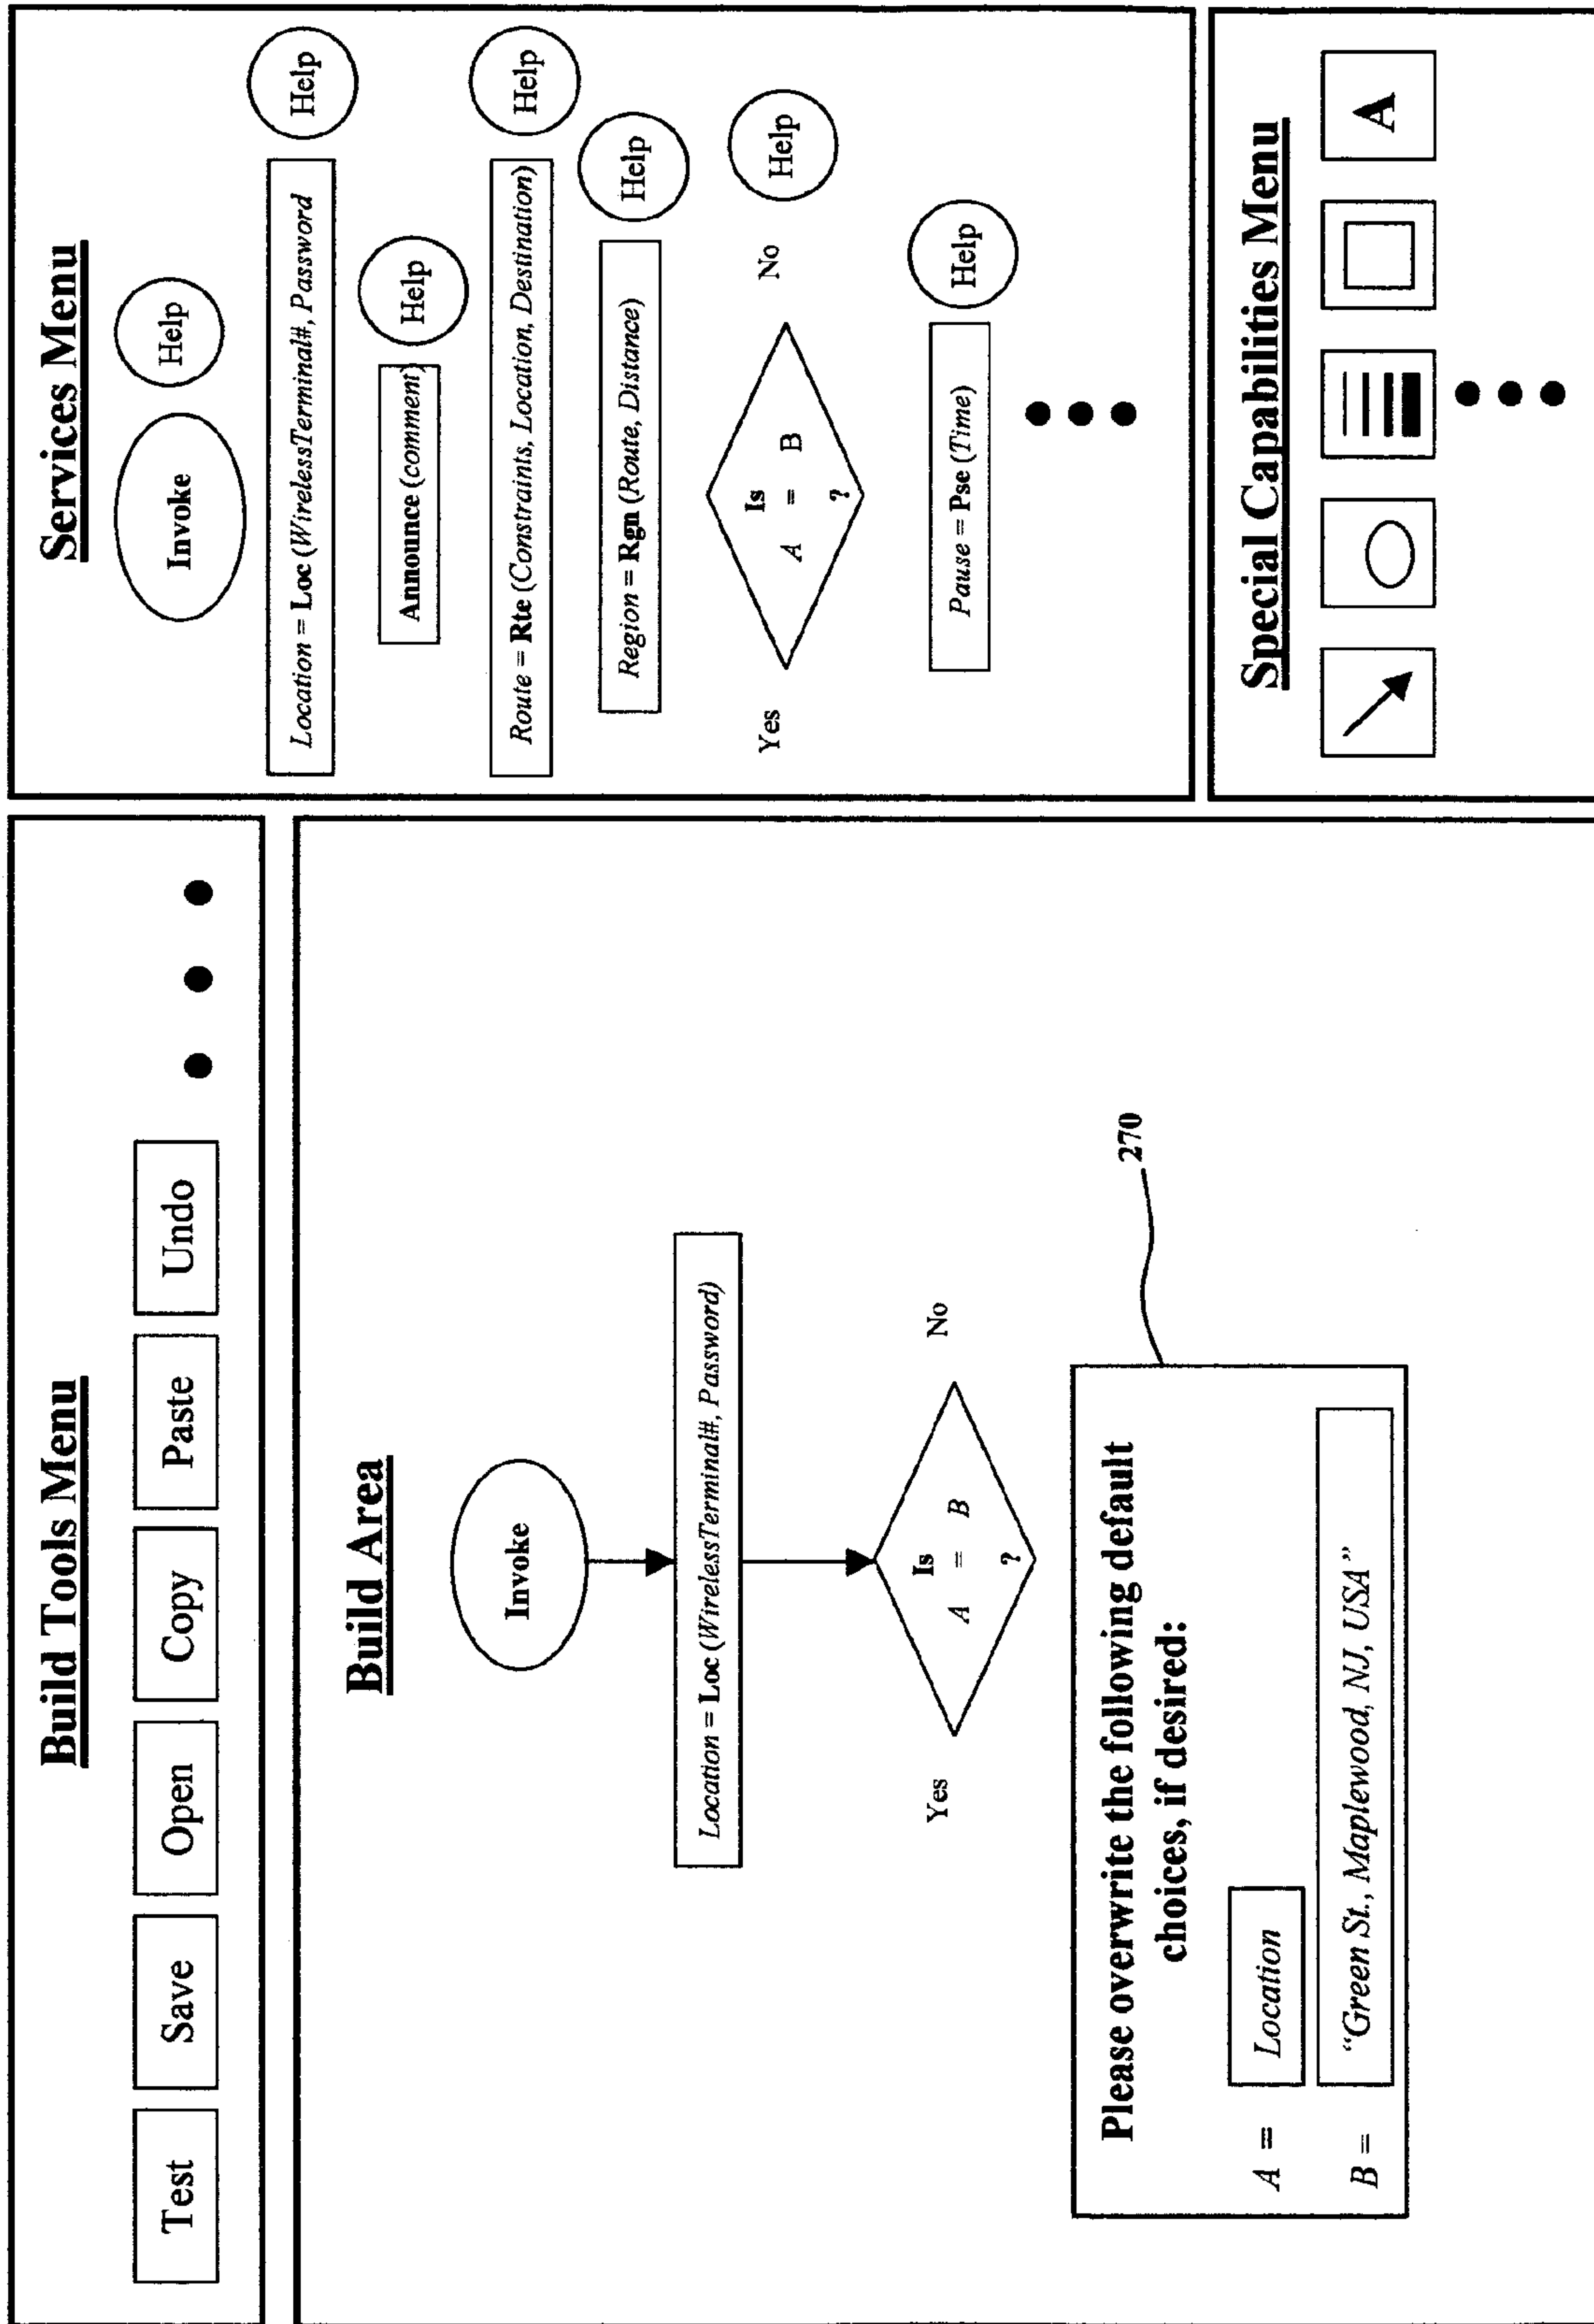 Build Tools Menu
Test Save Open Copy Paste Undo
Build Area
Invoke
Location = Loc (WirelessTerminal#, Password)
Yes
Is
A = B
?
No
270
Please overwrite the following default
choices, if desired:
A = Location
B = “Green St., Maplewood, NJ, USA”
Services Menu
Invoke Help
Location = Loc (WirelessTerminal#, Password Help
Announce (comment) Help
Route = Rte (Constraints, Location, Destination) Help
Region = Rgn (Route, Distance) Help
Yes
Is
A = B
?
No
Help
Pause = Pse (Time) Help
Special Capabilities Menu
A